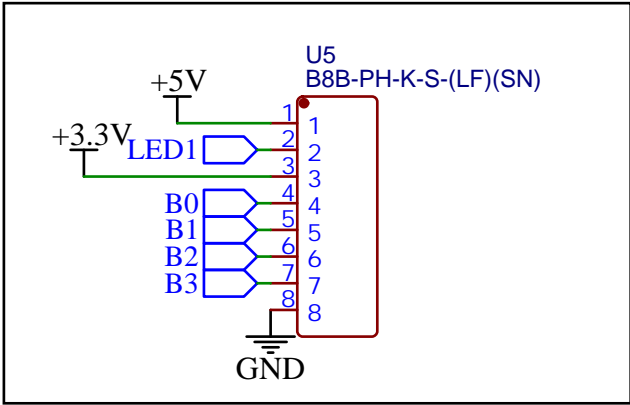 U5
B8B-PH-K-S-(LF)(SN)
+5V
1 1
+3.3V
LED1 2 2
3 3
B0 4 4
B1 5 5
B2 6 6
B3 7 7
8 8
GND